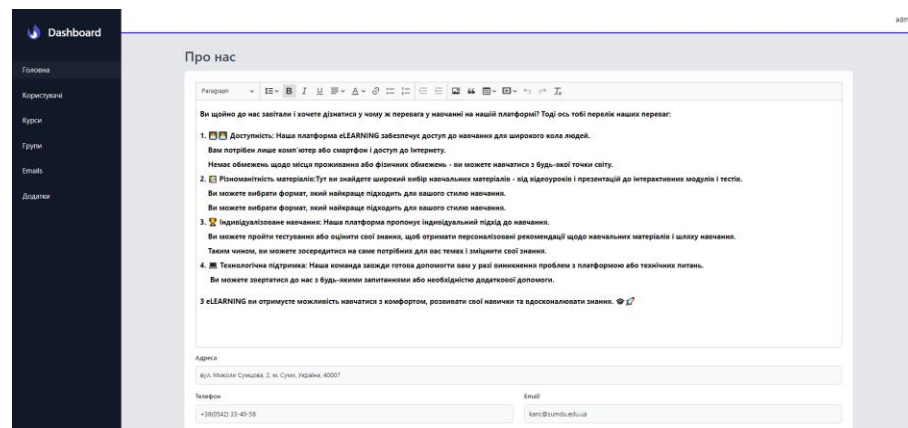 adm
Dashboard
Про нас
Головна
Користувачі
Курси
Групи
Emails
Додатки
Paragraph
Ви щойно до нас завітали і хочете дізнатися у чому ж перевага у навчанні на нашій платформі? Тоді ось тобі перелік наших переваг:
1. Доступність: Наша платформа eLEARNING забезпечує доступ до навчання для широкого кола людей.
Вам потрібен лише комп'ютер або смартфон і доступ до Інтернету.
Немає обмежень щодо місця проживання або фізичних обмежень - ви можете навчатися з будь-якої точки світу.
2. Різноманітність матеріалів:Тут ви знайдете широкий вибір навчальних матеріалів - від відеоуроків і презентацій до інтерактивних модулів і тестів.
Ви можете вибрати формат, який найкраще підходить для вашого стилю навчання.
Ви можете вибрати формат, який найкраще підходить для вашого стилю навчання.
3. 🏆 Індивідуалізоване навчання: Наша платформа пропонує індивідуальний підхід до навчання.
Ви можете пройти тестування або оцінити свої знання, щоб отримати персоналізовані рекомендації щодо навчальних матеріалів і шляху навчання.
Таким чином, ви можете зосередитися на саме потрібних для вас темах і зміцнити свої знання.
4. 💻 Технологічна підтримка: Наша команда завжди готова допомогти вам у разі виникнення проблем з платформою або технічних питань.
Ви можете звертатися до нас з будь-якими запитаннями або необхідністю додаткової допомоги.
З eLEARNING ви отримуєте можливість навчатися з комфортом, розвивати свої навички та вдосконалювати знання. 🎓🚀
Адреса
вул. Миколи Сумцова, 2, м. Суми, Україна, 40007
Телефон
Email
+38(0542) 33-40-58
kanc@sumdu.edu.ua